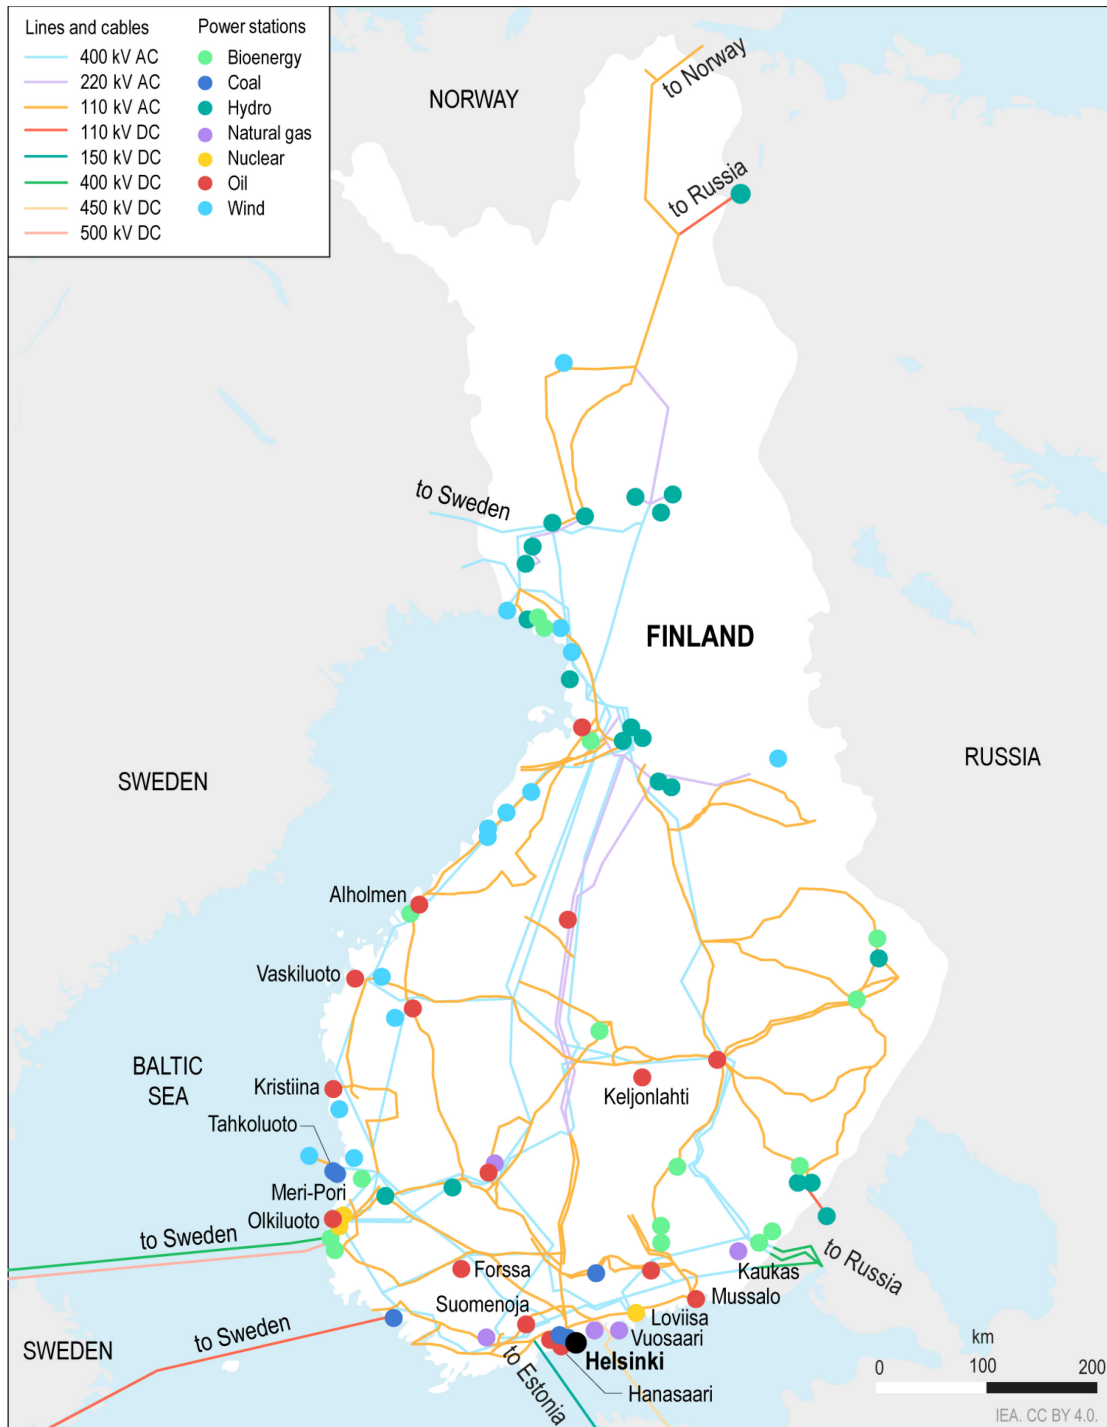 Lines and cables
400 kV AC
220 kV AC
110 kV AC
110 kV DC
150 kV DC
400 kV DC
450 kV DC
500 kV DC
Power stations
Bioenergy
Coal
Hydro
Natural gas
Nuclear
Oil
Wind
NORWAY
to Norway
to Russia
to Sweden
FINLAND
SWEDEN
RUSSIA
Alholmen
Vaskiluoto
BALTIC
SEA
Kristiina
Keljonlahti
Tahkoluoto
Meri-Pori
Olkiluoto
to Sweden
Forssa
Kaukas
to Russia
Suomenoja
Mussalo
Loviisa
Vuosaari
to Sweden
SWEDEN
to Estonia
Helsinki
Hanasaari
km
0 100 200
IEA. CC BY 4.0.